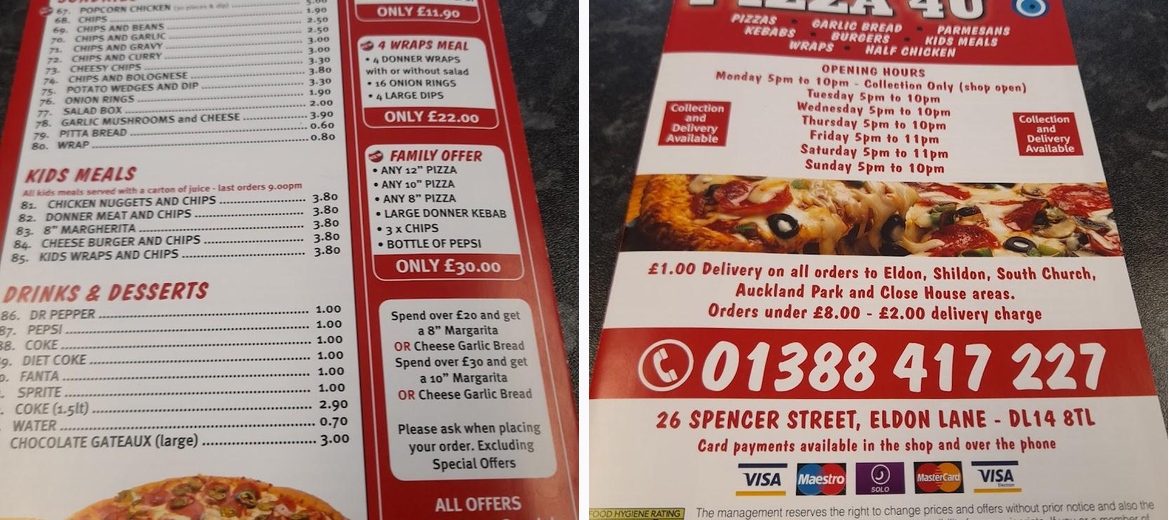 67. POPCORN CHICKEN 5.00
68. CHIPS 1.90
69. CHIPS AND BEANS 2.50
70. CHIPS AND GARLIC 2.50
71. CHIPS AND GRAVY 3.00
72. CHIPS AND CURRY 3.00
73. CHEESY CHIPS 3.30
74. CHIPS AND BOLOGNESE 3.80
75. POTATO WEDGES AND DIP 3.30
76. ONION RINGS 1.90
77. SALAD BOX 2.00
78. GARLIC MUSHROOMS and CHEESE 3.90
79. PITTA BREAD 0.60
80. WRAP 0.80
KIDS MEALS
All kids meals served with a carton of juice - last orders 9.00pm
81. CHICKEN NUGGETS AND CHIPS 3.80
82. DONNER MEAT AND CHIPS 3.80
83. 8" MARGHERITA 3.80
84. CHEESE BURGER AND CHIPS 3.80
85. KIDS WRAPS AND CHIPS 3.80
DRINKS & DESSERTS
86. DR PEPPER 1.00
87. PEPSI 1.00
88. COKE 1.00
9. DIET COKE 1.00
FANTA 1.00
SPRITE 1.00
COKE (1.5lt) 2.90
WATER 0.70
CHOCOLATE GATEAUX (large) 3.00
ONLY £11.90
4 WRAPS MEAL
• 4 DONNER WRAPS
with or without salad
• 16 ONION RINGS
• 4 LARGE DIPS
ONLY £22.00
FAMILY OFFER
• ANY 12" PIZZA
• ANY 10" PIZZA
• ANY 8" PIZZA
• LARGE DONNER KEBAB
• 3 x CHIPS
• BOTTLE OF PEPSI
ONLY £30.00
Spend over £20 and get
a 8" Margarita
OR Cheese Garlic Bread
Spend over £30 and get
a 10" Margarita
OR Cheese Garlic Bread
Please ask when placing
your order. Excluding
Special Offers
ALL OFFERS
PIZZA 40
PIZZAS • GARLIC BREAD • PARMESANS
KEBABS • BURGERS • KIDS MEALS
WRAPS • HALF CHICKEN
OPENING HOURS
Monday 5pm to 10pm - Collection Only (shop open)
Tuesday 5pm to 10pm
Wednesday 5pm to 10pm
Thursday 5pm to 10pm
Friday 5pm to 11pm
Saturday 5pm to 11pm
Sunday 5pm to 10pm
Collection
and
Delivery
Available
Collection
and
Delivery
Available
£1.00 Delivery on all orders to Eldon, Shildon, South Church,
Auckland Park and Close House areas.
Orders under £8.00 - £2.00 delivery charge
01388 417 227
26 SPENCER STREET, ELDON LANE - DL14 8TL
Card payments available in the shop and over the phone
VISA Maestro SOLO MasterCard VISA Electron
FOOD HYGIENE RATING
The management reserves the right to change prices and offers without prior notice and also the